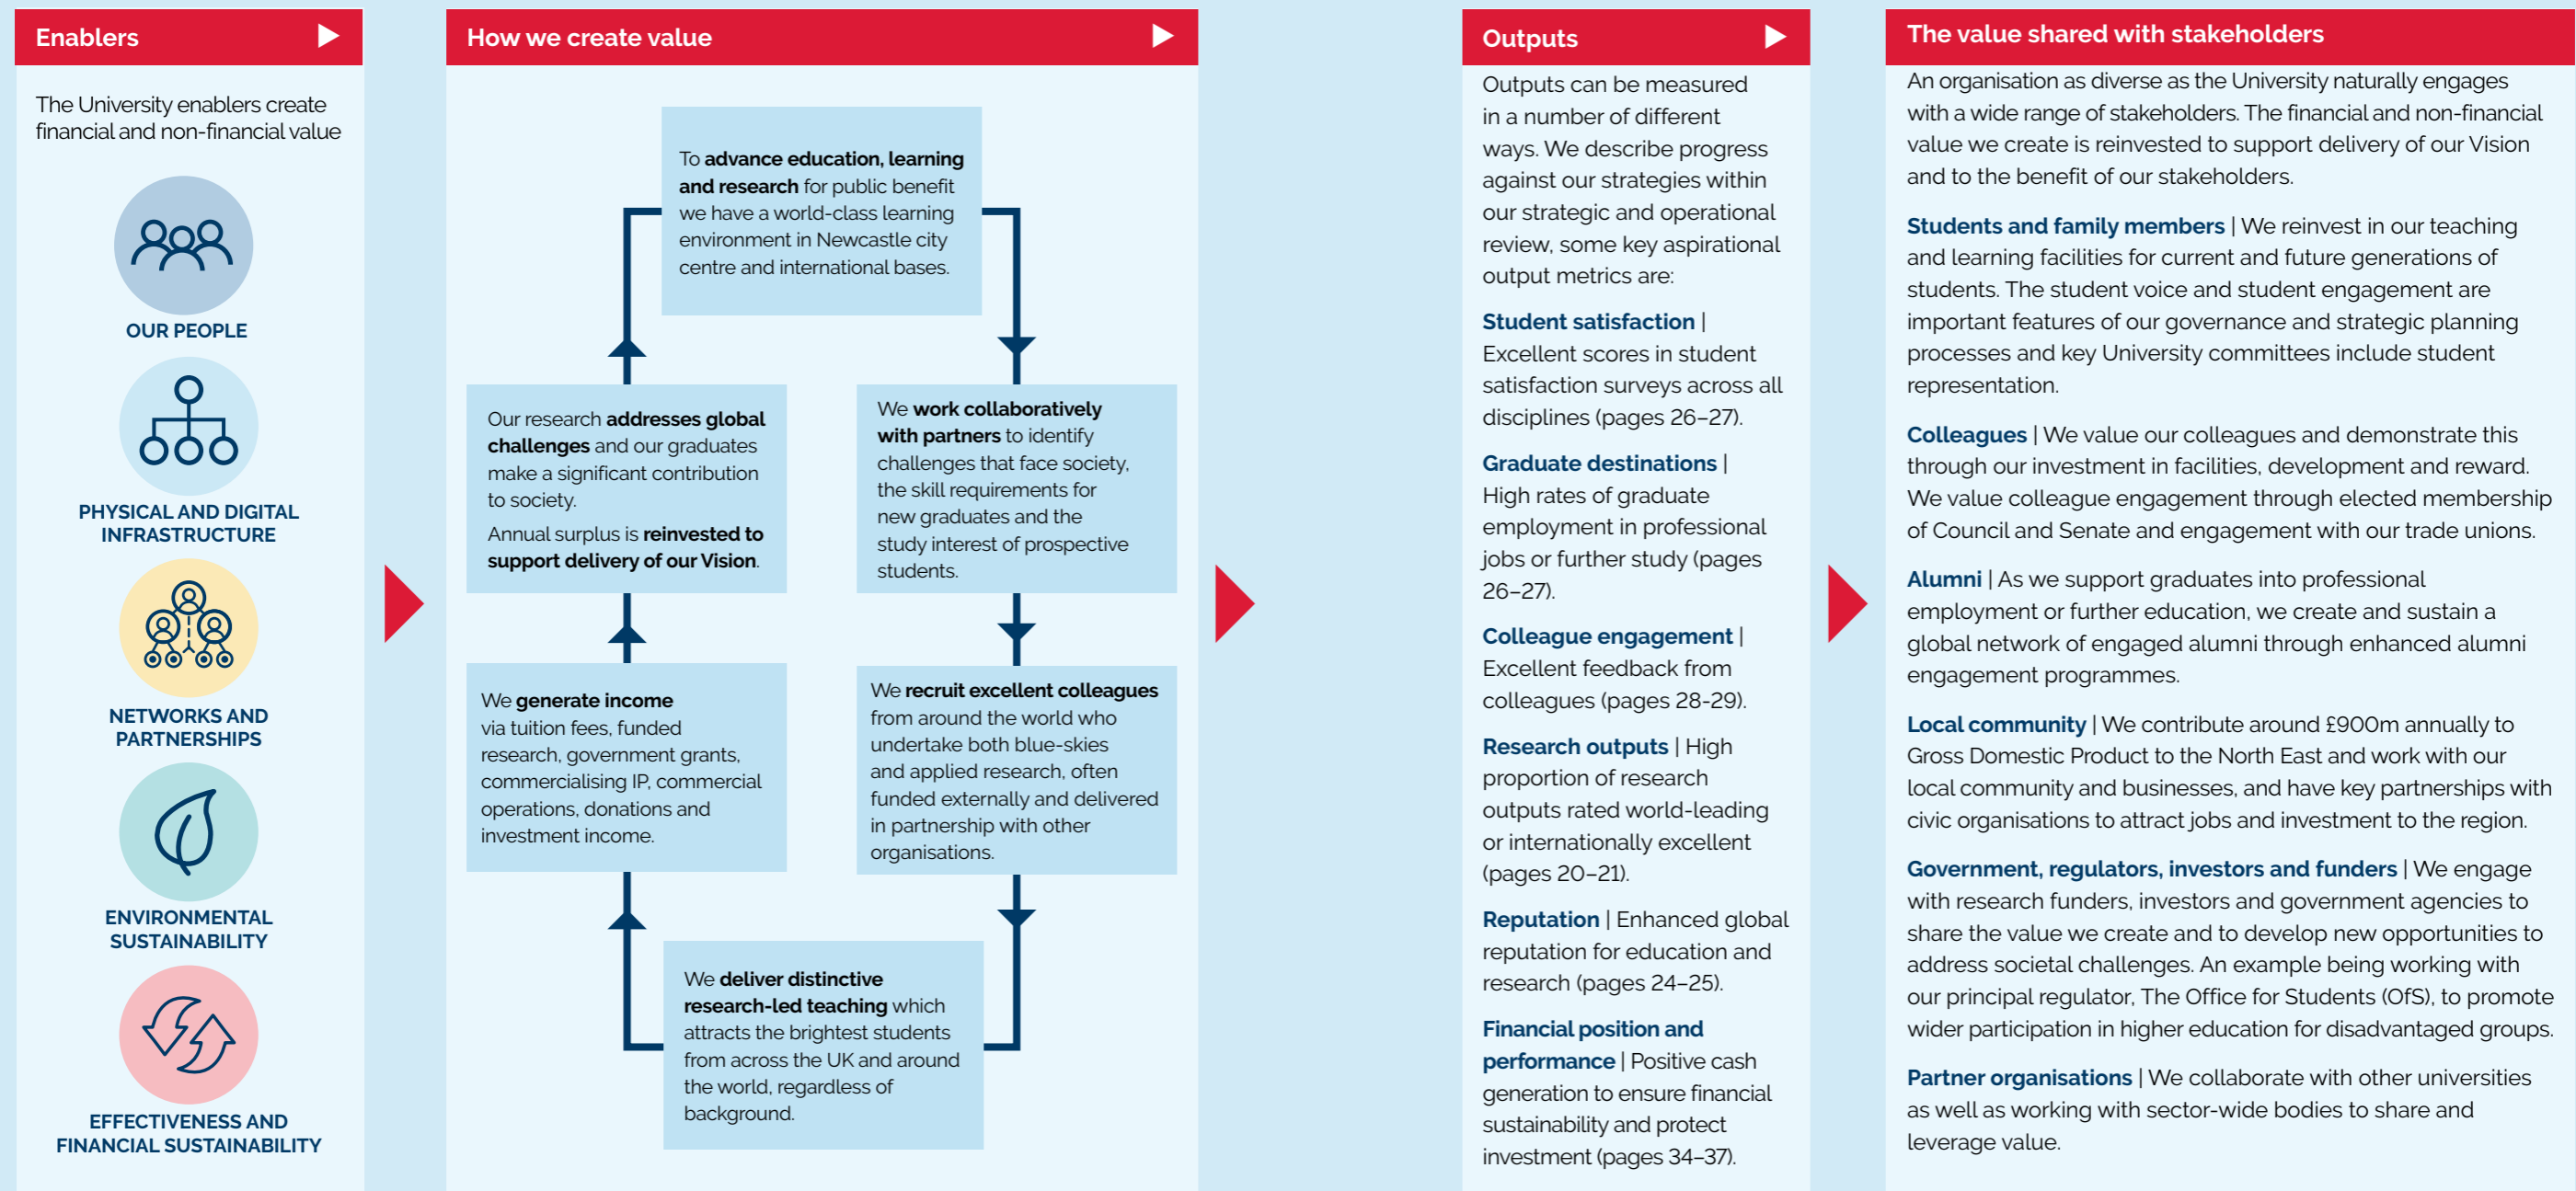 Enablers
The University enablers create
financial and non-financial value
OUR PEOPLE
PHYSICAL AND DIGITAL
INFRASTRUCTURE
NETWORKS AND
PARTNERSHIPS
ENVIRONMENTAL
SUSTAINABILITY
EFFECTIVENESS AND
FINANCIAL SUSTAINABILITY
How we create value
To advance education, learning
and research for public benefit
we have a world-class learning
environment in Newcastle city
centre and international bases.
We work collaboratively
with partners to identify
challenges that face society,
the skill requirements for
new graduates and the
study interest of prospective
students.
We recruit excellent colleagues
from around the world who
undertake both blue-skies
and applied research, often
funded externally and delivered
in partnership with other
organisations.
We deliver distinctive
research-led teaching which
attracts the brightest students
from across the UK and around
the world, regardless of
background.
We generate income
via tuition fees, funded
research, government grants,
commercialising IP, commercial
operations, donations and
investment income.
Our research addresses global
challenges and our graduates
make a significant contribution
to society.
Annual surplus is reinvested to
support delivery of our Vision.
Outputs
Outputs can be measured
in a number of different
ways. We describe progress
against our strategies within
our strategic and operational
review, some key aspirational
output metrics are:
Student satisfaction |
Excellent scores in student
satisfaction surveys across all
disciplines (pages 26–27).
Graduate destinations |
High rates of graduate
employment in professional
jobs or further study (pages
26–27).
Colleague engagement |
Excellent feedback from
colleagues (pages 28-29).
Research outputs | High
proportion of research
outputs rated world-leading
or internationally excellent
(pages 20–21).
Reputation | Enhanced global
reputation for education and
research (pages 24–25).
Financial position and
performance | Positive cash
generation to ensure financial
sustainability and protect
investment (pages 34–37).
The value shared with stakeholders
An organisation as diverse as the University naturally engages
with a wide range of stakeholders. The financial and non-financial
value we create is reinvested to support delivery of our Vision
and to the benefit of our stakeholders.
Students and family members | We reinvest in our teaching
and learning facilities for current and future generations of
students. The student voice and student engagement are
important features of our governance and strategic planning
processes and key University committees include student
representation.
Colleagues | We value our colleagues and demonstrate this
through our investment in facilities, development and reward.
We value colleague engagement through elected membership
of Council and Senate and engagement with our trade unions.
Alumni | As we support graduates into professional
employment or further education, we create and sustain a
global network of engaged alumni through enhanced alumni
engagement programmes.
Local community | We contribute around £900m annually to
Gross Domestic Product to the North East and work with our
local community and businesses, and have key partnerships with
civic organisations to attract jobs and investment to the region.
Government, regulators, investors and funders | We engage
with research funders, investors and government agencies to
share the value we create and to develop new opportunities to
address societal challenges. An example being working with
our principal regulator, The Office for Students (OfS), to promote
wider participation in higher education for disadvantaged groups.
Partner organisations | We collaborate with other universities
as well as working with sector-wide bodies to share and
leverage value.